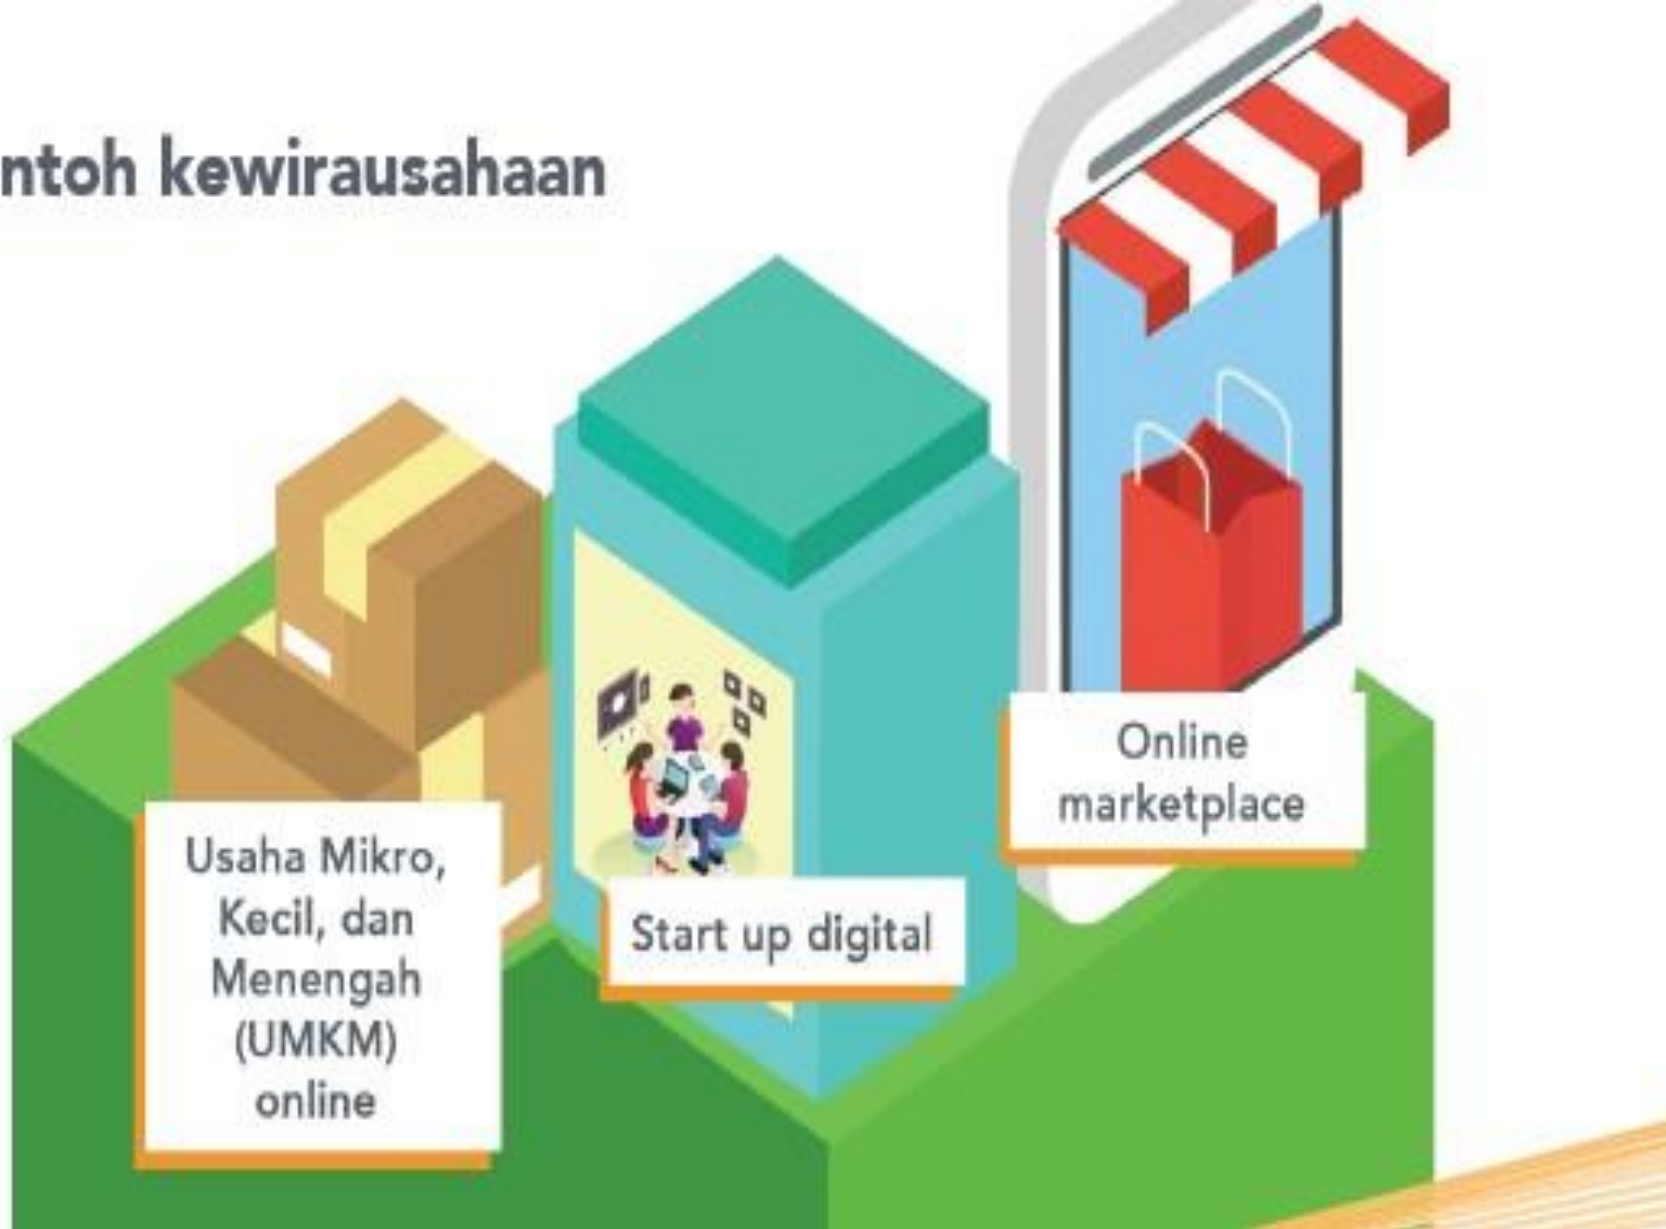 ntoh kewirausahaan
Usaha Mikro,
Kecil, dan
Menengah
(UMKM)
online
Start up digital
Online
marketplace